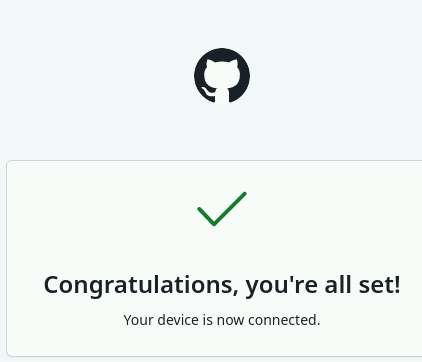 Congratulations, you're all set!
Your device is now connected.